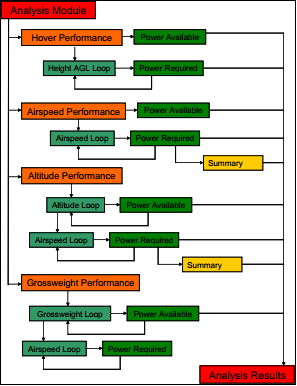 Analysis Module
Hover Performance
Power Available
Height AGL Loop
Power Required
Airspeed Performance
Power Available
Airspeed Loop
Power Required
Summary
Altitude Performance
Altitude Loop
Power Available
Airspeed Loop
Power Required
Summary
Grossweight Performance
Grossweight Loop
Power Available
Airspeed Loop
Power Required
Analysis Results